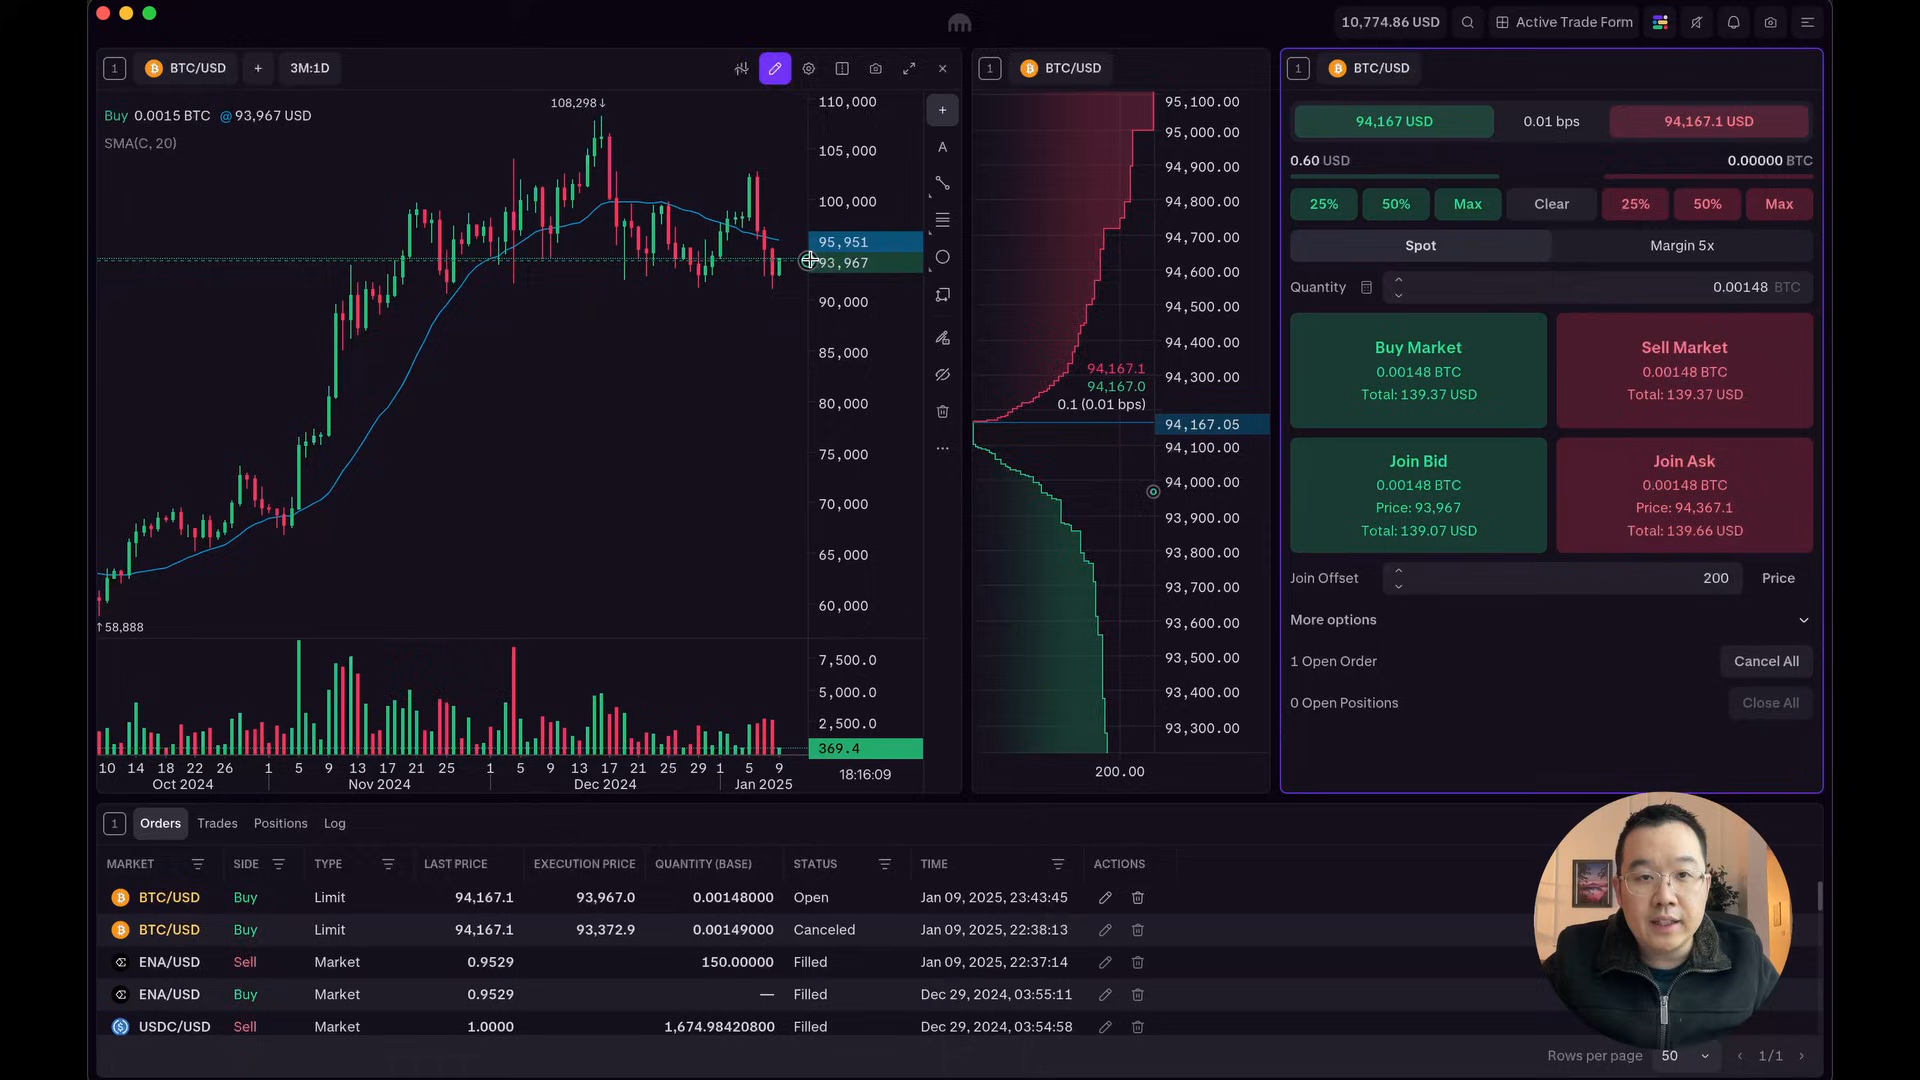 10,774.86 USD
Active Trade Form
1
BTC/USD
+
3M:1D
Buy 0.0015 BTC @ 93,967 USD
SMA(C, 20)
108,298↓
↑58,888
110,000
105,000
100,000
95,951
93,967
90,000
85,000
80,000
75,000
70,000
65,000
60,000
7,500.0
5,000.0
2,500.0
369.4
10 14 18 22 26 1 5 9 13 17 21 25 1 5 9 13 17 21 25 29 1 5 9
Oct 2024 Nov 2024 Dec 2024 Jan 2025
18:16:09
A
1
BTC/USD
95,100.00
95,000.00
94,900.00
94,800.00
94,700.00
94,600.00
94,500.00
94,400.00
94,300.00
94,167.1
94,167.0
0.1 (0.01 bps)
94,167.05
94,100.00
94,000.00
93,900.00
93,800.00
93,700.00
93,600.00
93,500.00
93,400.00
93,300.00
200.00
1
BTC/USD
94,167 USD 0.01 bps 94,167.1 USD
0.60 USD 0.00000 BTC
25% 50% Max Clear 25% 50% Max
Spot Margin 5x
Quantity 0.00148 BTC
Buy Market
0.00148 BTC
Total: 139.37 USD
Sell Market
0.00148 BTC
Total: 139.37 USD
Join Bid
0.00148 BTC
Price: 93,967
Total: 139.07 USD
Join Ask
0.00148 BTC
Price: 94,367.1
Total: 139.66 USD
Join Offset 200 Price
More options
1 Open Order Cancel All
0 Open Positions Close All
1 Orders Trades Positions Log
MARKET SIDE TYPE LAST PRICE EXECUTION PRICE QUANTITY (BASE) STATUS TIME ACTIONS
BTC/USD Buy Limit 94,167.1 93,967.0 0.00148000 Open Jan 09, 2025, 23:43:45
BTC/USD Buy Limit 94,167.1 93,372.9 0.00149000 Canceled Jan 09, 2025, 22:38:13
ENA/USD Sell Market 0.9529 150.00000 Filled Jan 09, 2025, 22:37:14
ENA/USD Buy Market 0.9529 — Filled Dec 29, 2024, 03:55:11
USDC/USD Sell Market 1.0000 1,674.98420800 Filled Dec 29, 2024, 03:54:58
Rows per page 50 ‹ 1/1 ›